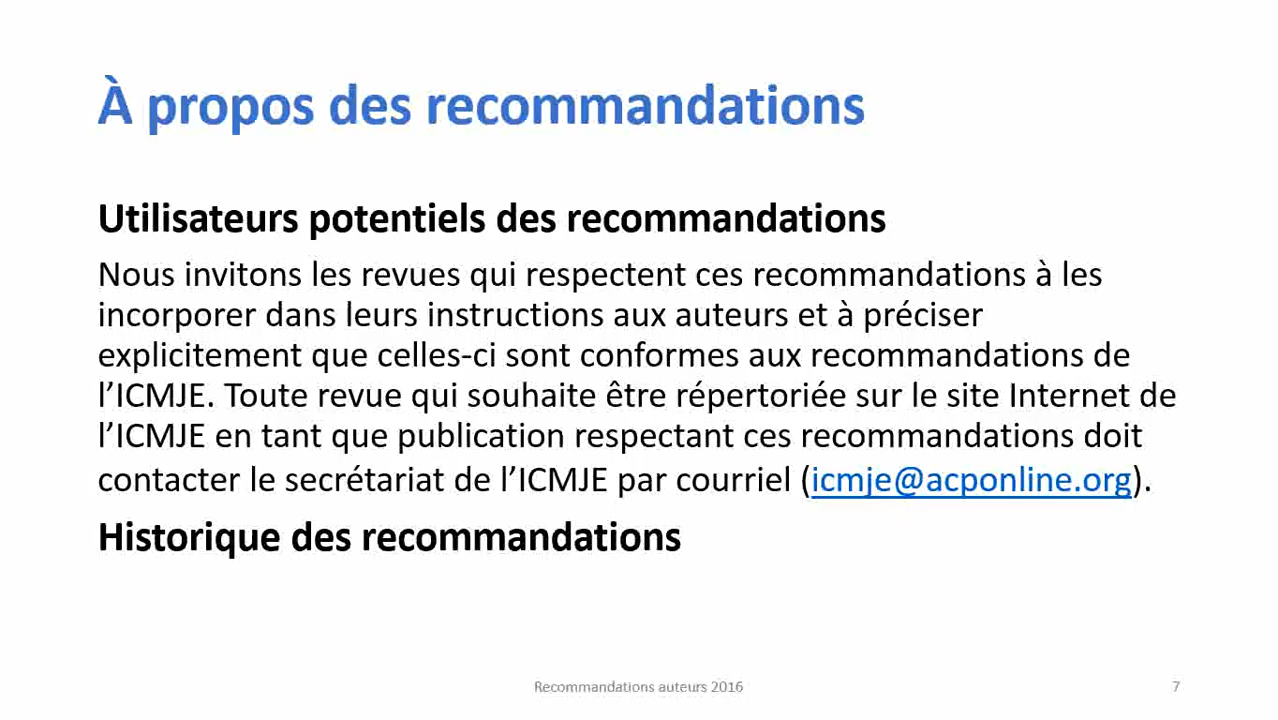 À propos des recommandations
Utilisateurs potentiels des recommandations
Nous invitons les revues qui respectent ces recommandations à les
incorporer dans leurs instructions aux auteurs et à préciser
explicitement que celles-ci sont conformes aux recommandations de
l’ICMJE. Toute revue qui souhaite être répertoriée sur le site Internet de
l’ICMJE en tant que publication respectant ces recommandations doit
contacter le secrétariat de l’ICMJE par courriel (icmje@acponline.org).
Historique des recommandations
Recommandations auteurs 2016
7